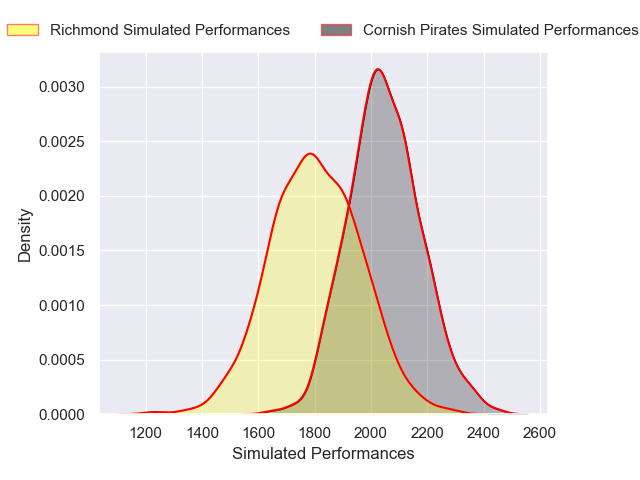 Richmond Simulated Performances
Cornish Pirates Simulated Performances
0.0030
0.0025
0.0020
0.0015
0.0010
0.0005
0.0000
Density
1200 1400 1600 1800 2000 2200 2400 2600
Simulated Performances